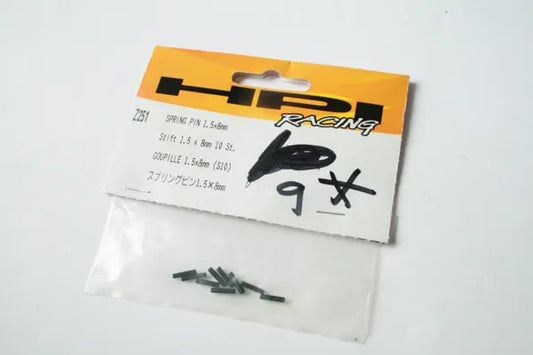 HPI
RACING
Z251
SPRING PIN 1.5x8mm
Stift 1.5 x 8mm 10 St.
GOUPILLE 1.5x8mm (S10)
スプリングピン1.5×8mm
9